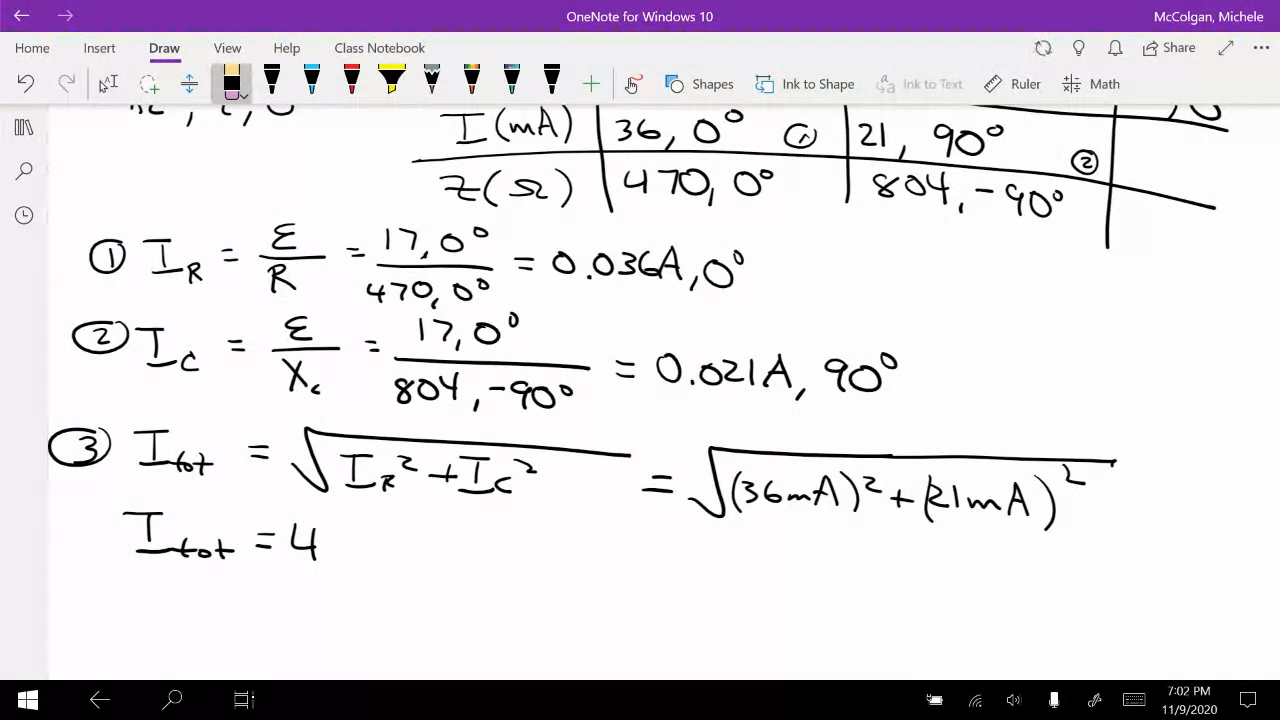 OneNote for Windows 10
McColgan, Michele
Home Insert Draw View Help Class Notebook Share
Shapes Ink to Shape Ink to Text Ruler Math
I (mA) 36, 0° ① 21, 90° ②
Z (Ω) 470, 0° 804, -90°
① I_R = ε/R = 17, 0° / 470, 0° = 0.036A, 0°
② I_C = ε/X_C = 17, 0° / 804, -90° = 0.021A, 90°
③ I_tot = √(I_R² + I_C²) = √((36mA)² + (21mA)²)
I_tot = 4
7:02 PM
11/9/2020